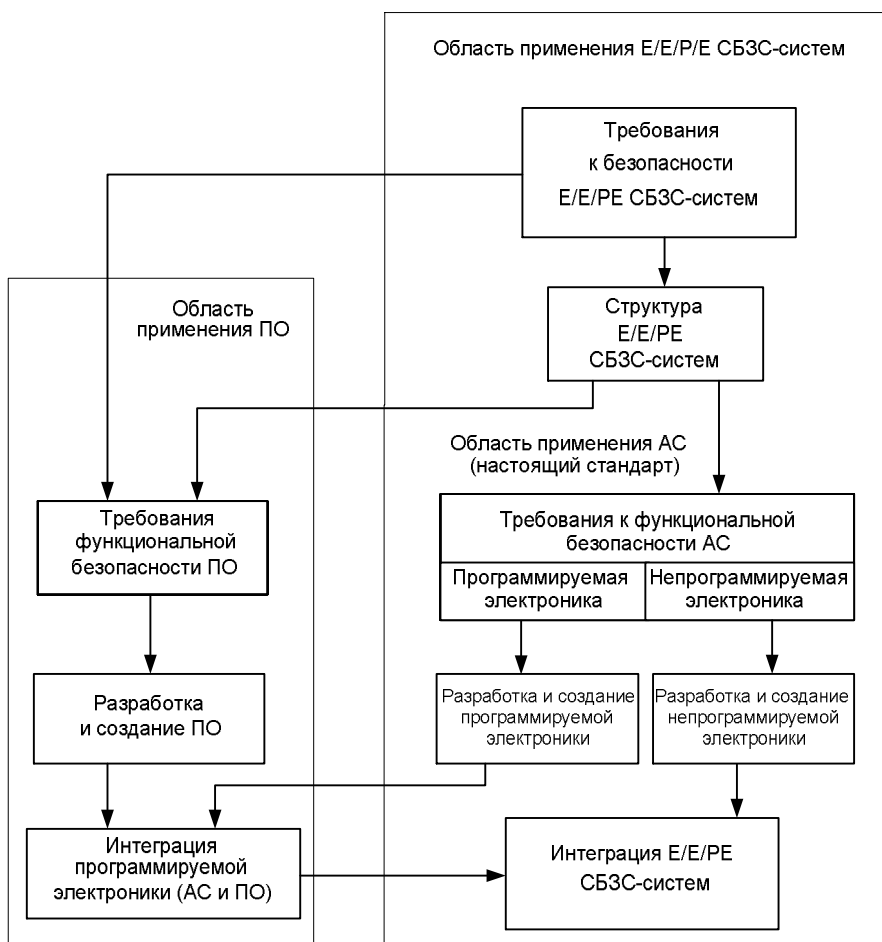 Область применения Е/Е/Р/Е СБЗС-систем
Требования
к безопасности
Е/Е/РЕ СБЗС-систем
Область
применения ПО
Структура
Е/Е/РЕ
СБЗС-систем
Область применения АС
(настоящий стандарт)
Требования
функциональной
безопасности ПО
Требования к функциональной
безопасности АС
Программируемая
электроника
Непрограммируемая
электроника
Разработка
и создание ПО
Разработка и создание
программируемой
электроники
Разработка и создание
непрограммируемой
электроники
Интеграция
программируемой
электроники (АС и ПО)
Интеграция Е/Е/РЕ
СБЗС-систем